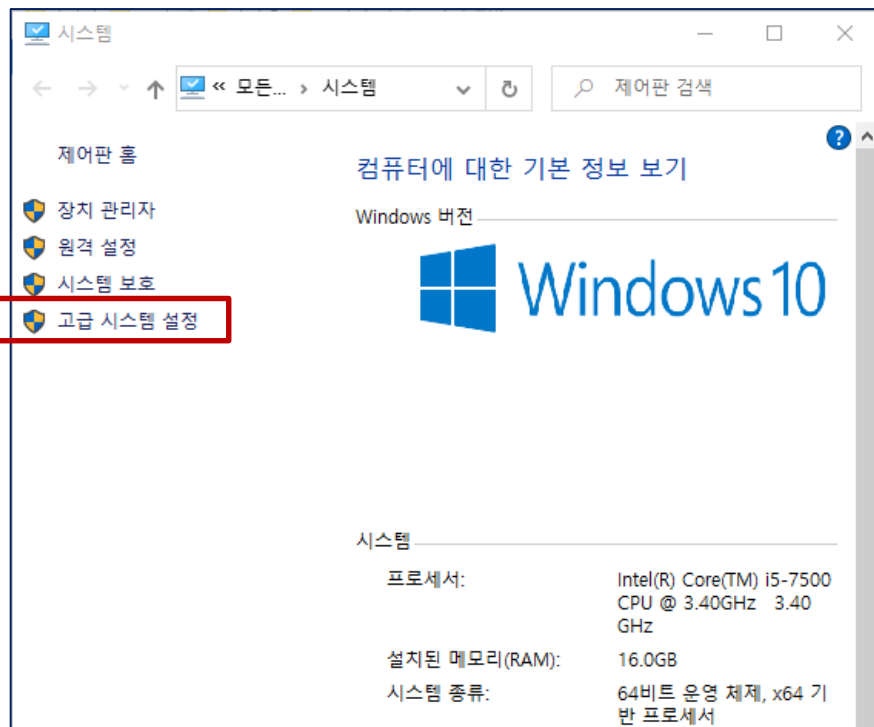 시스템
« 모든... › 시스템
제어판 검색
제어판 홈
컴퓨터에 대한 기본 정보 보기
장치 관리자
Windows 버전
원격 설정
시스템 보호
고급 시스템 설정
Windows 10
시스템
프로세서:
Intel(R) Core(TM) i5-7500
CPU @ 3.40GHz 3.40
GHz
설치된 메모리(RAM):
16.0GB
시스템 종류:
64비트 운영 체제, x64 기
반 프로세서